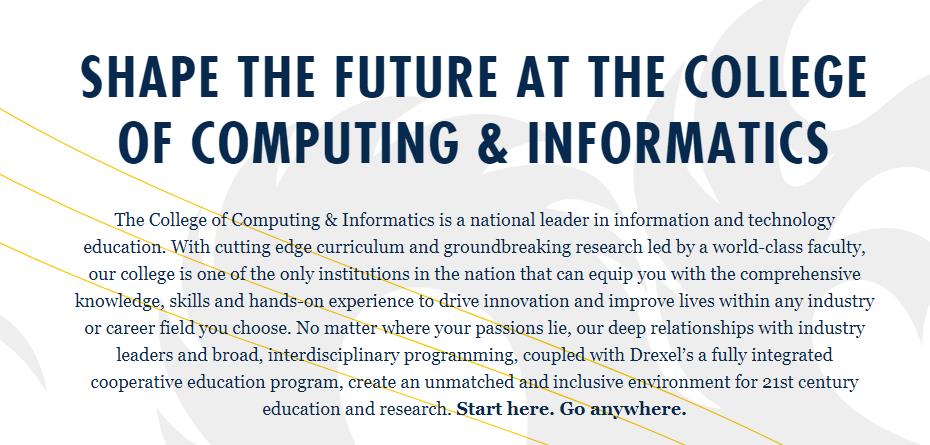 SHAPE THE FUTURE AT THE COLLEGE
OF COMPUTING & INFORMATICS
The College of Computing & Informatics is a national leader in information and technology
education. With cutting edge curriculum and groundbreaking research led by a world-class faculty,
our college is one of the only institutions in the nation that can equip you with the comprehensive
knowledge, skills and hands-on experience to drive innovation and improve lives within any industry
or career field you choose. No matter where your passions lie, our deep relationships with industry
leaders and broad, interdisciplinary programming, coupled with Drexel’s a fully integrated
cooperative education program, create an unmatched and inclusive environment for 21st century
education and research. Start here. Go anywhere.